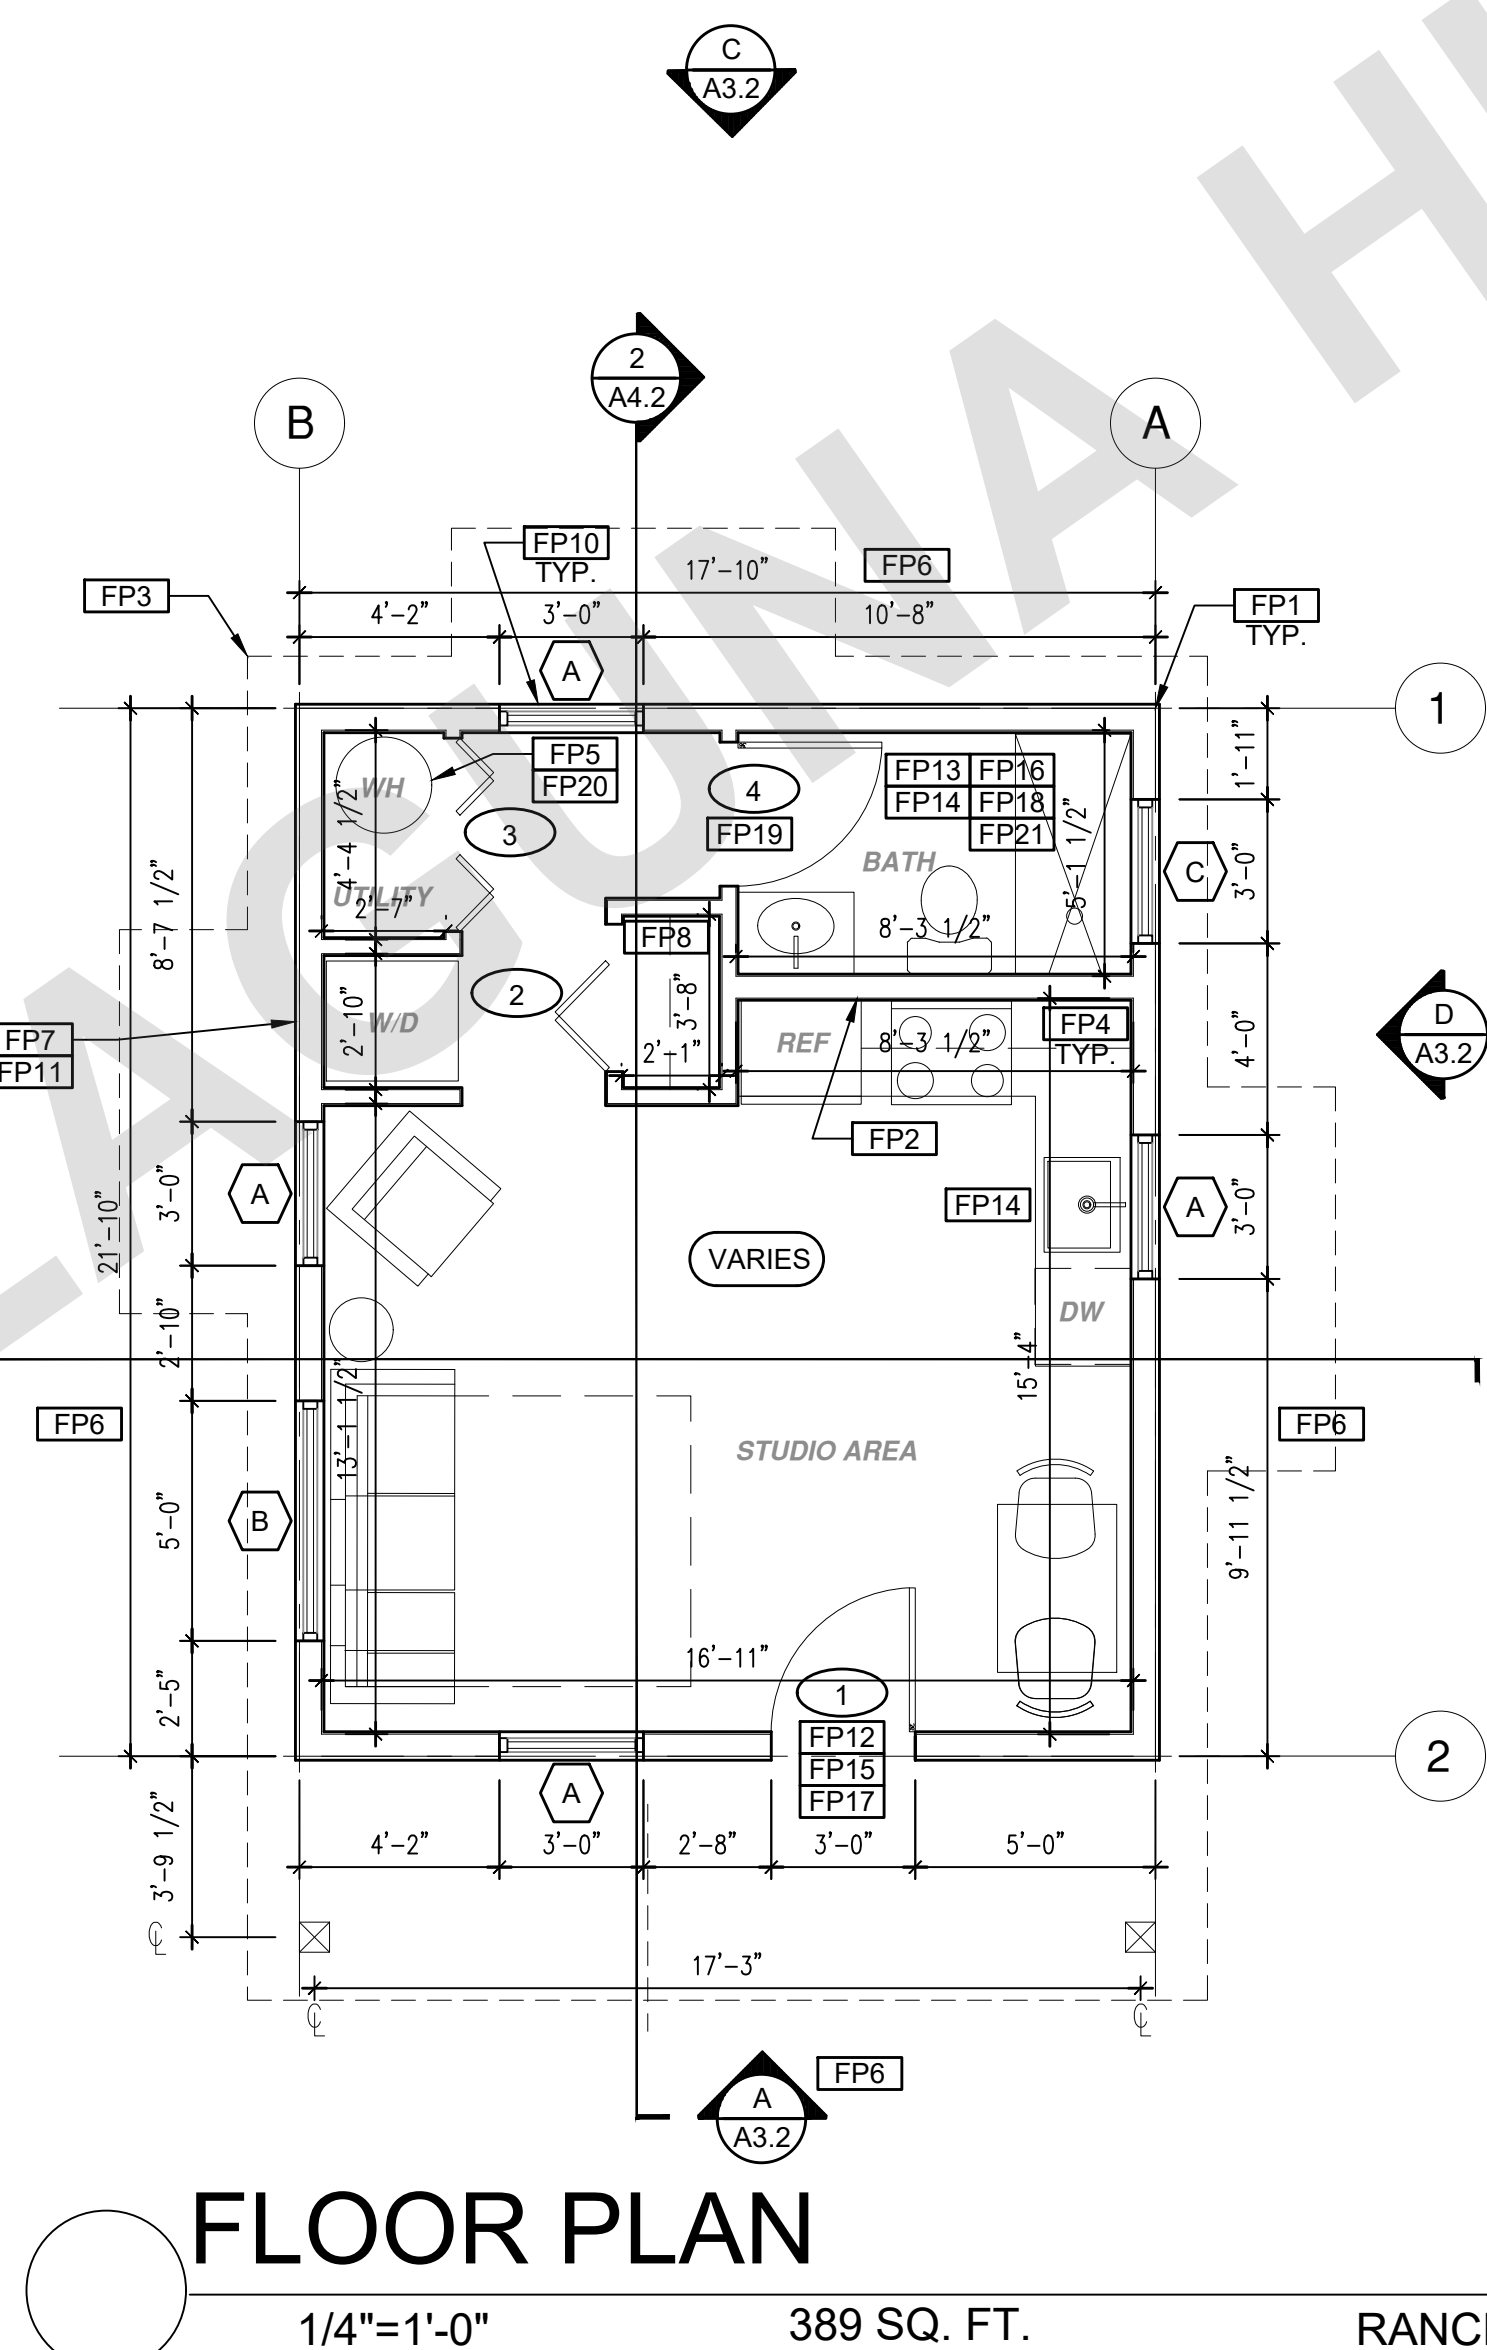 C
A3.2
2
A4.2
B
A
FP10
TYP.
17'-10"
FP6
FP3
4'-2"
3'-0"
10'-8"
FP1
TYP.
A
1
1'-11"
FP5
FP20
WH
4'-4 1/2"
3
4
FP19
FP13 FP16
FP14 FP18
FP21
BATH
5'-1 1/2"
C
3'-0"
8'-7 1/2"
UTILITY
2'-7"
FP8
8'-3 1/2"
2
3'-8"
2'-10"
W/D
FP7
FP11
2'-1"
REF
8'-3 1/2"
FP4
TYP.
4'-0"
D
A3.2
FP2
A
3'-0"
21'-10"
FP14
A
3'-0"
VARIES
DW
2'-10"
15'-4"
13'-1 1/2"
FP6
STUDIO AREA
FP6
B
5'-0"
9'-11 1/2"
16'-11"
2'-5"
1
FP12
FP15
FP17
2
A
3'-9 1/2"
4'-2"
3'-0"
2'-8"
3'-0"
5'-0"
℄
17'-3"
℄
℄
FP6
A
A3.2
FLOOR PLAN
1/4"=1'-0"
389 SQ. FT.
LAGUNA